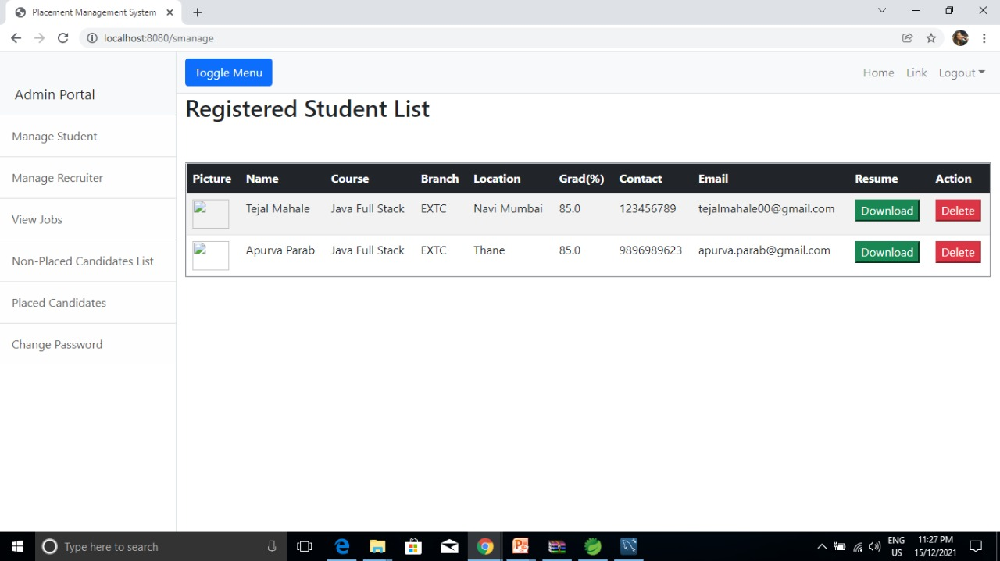 Placement Management System
localhost:8080/smanage
Toggle Menu
Home Link Logout
Admin Portal
Registered Student List
Manage Student
Manage Recruiter
View Jobs
Non-Placed Candidates List
Placed Candidates
Change Password
Picture Name Course Branch Location Grad(%) Contact Email Resume Action
Tejal Mahale Java Full Stack EXTC Navi Mumbai 85.0 123456789 tejalmahale00@gmail.com Download Delete
Apurva Parab Java Full Stack EXTC Thane 85.0 9896989623 apurva.parab@gmail.com Download Delete
Type here to search
ENG 11:27 PM
US 15/12/2021